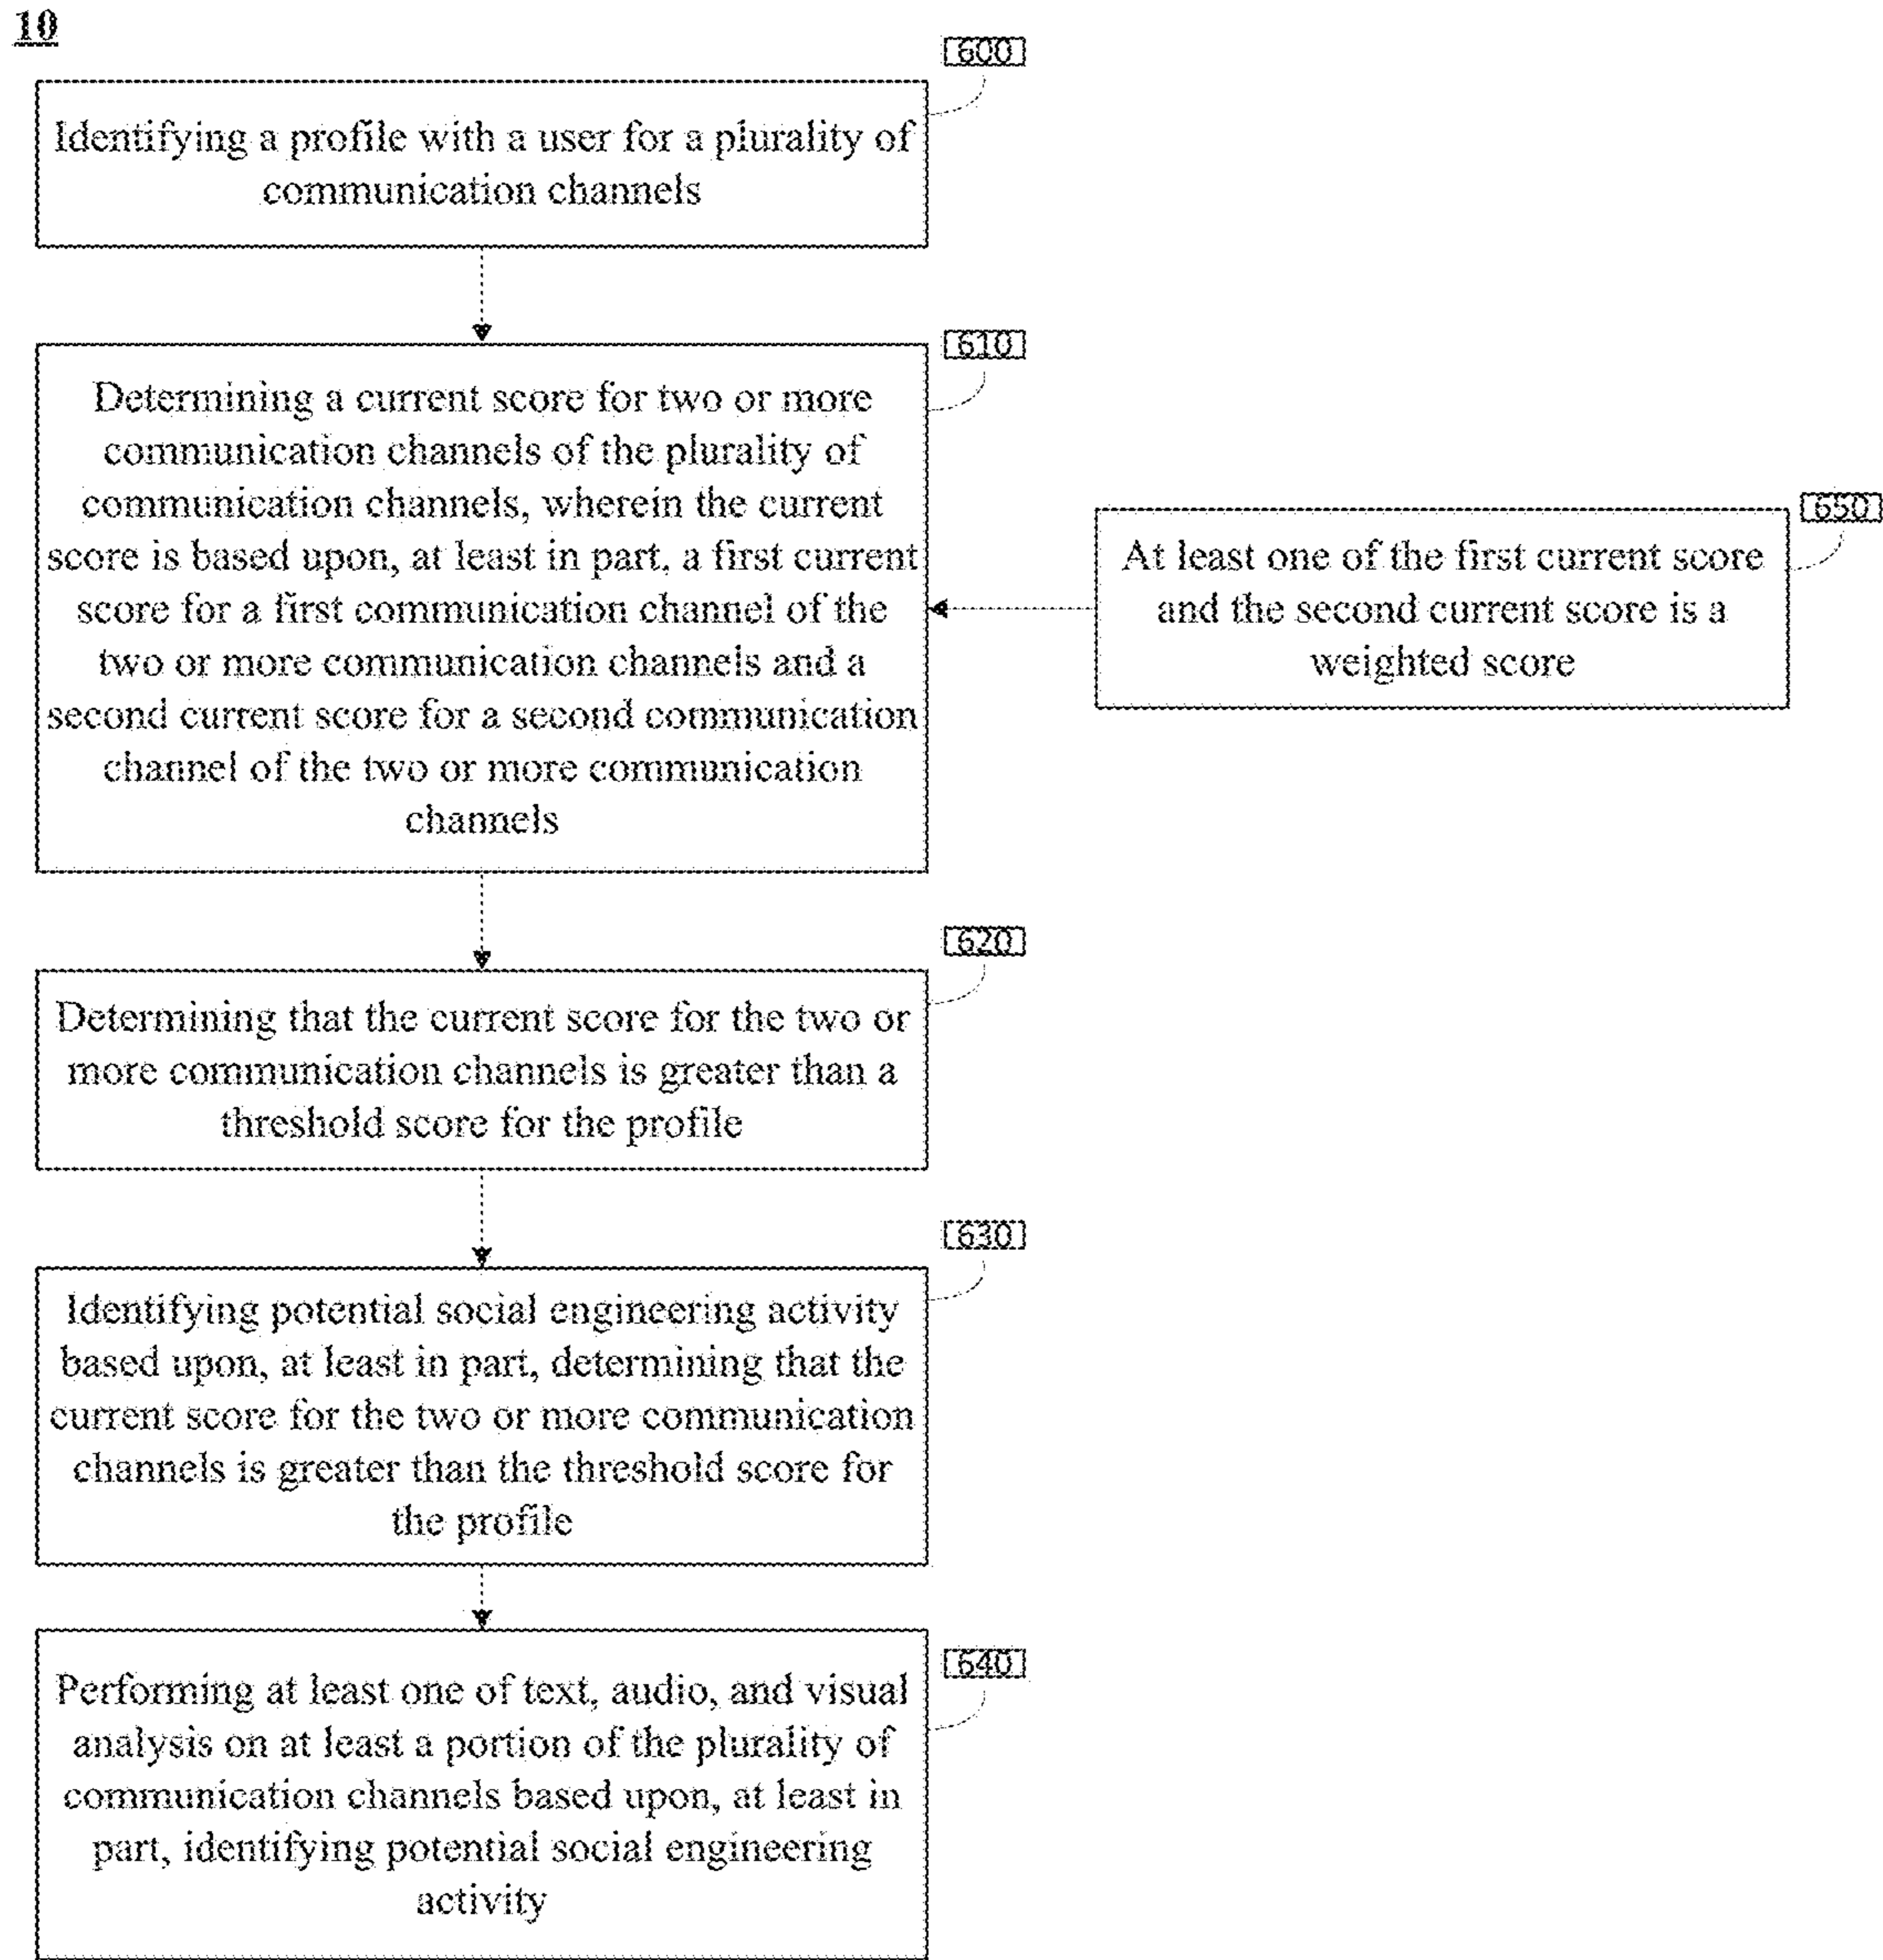 10
600
Identifying a profile with a user for a plurality of
communication channels
610
Determining a current score for two or more
communication channels of the plurality of
communication channels, wherein the current
score is based upon, at least in part, a first current
score for a first communication channel of the
two or more communication channels and a
second current score for a second communication
channel of the two or more communication
channels
650
At least one of the first current score
and the second current score is a
weighted score
620
Determining that the current score for the two or
more communication channels is greater than a
threshold score for the profile
630
Identifying potential social engineering activity
based upon, at least in part, determining that the
current score for the two or more communication
channels is greater than the threshold score for
the profile
640
Performing at least one of text, audio, and visual
analysis on at least a portion of the plurality of
communication channels based upon, at least in
part, identifying potential social engineering
activity